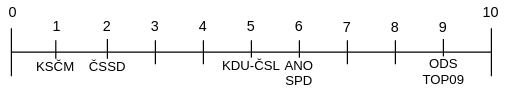 0 1 2 3 4 5 6 7 8 9 10
KSČM ČSSD KDU-ČSL ANO ODS
SPD TOP09